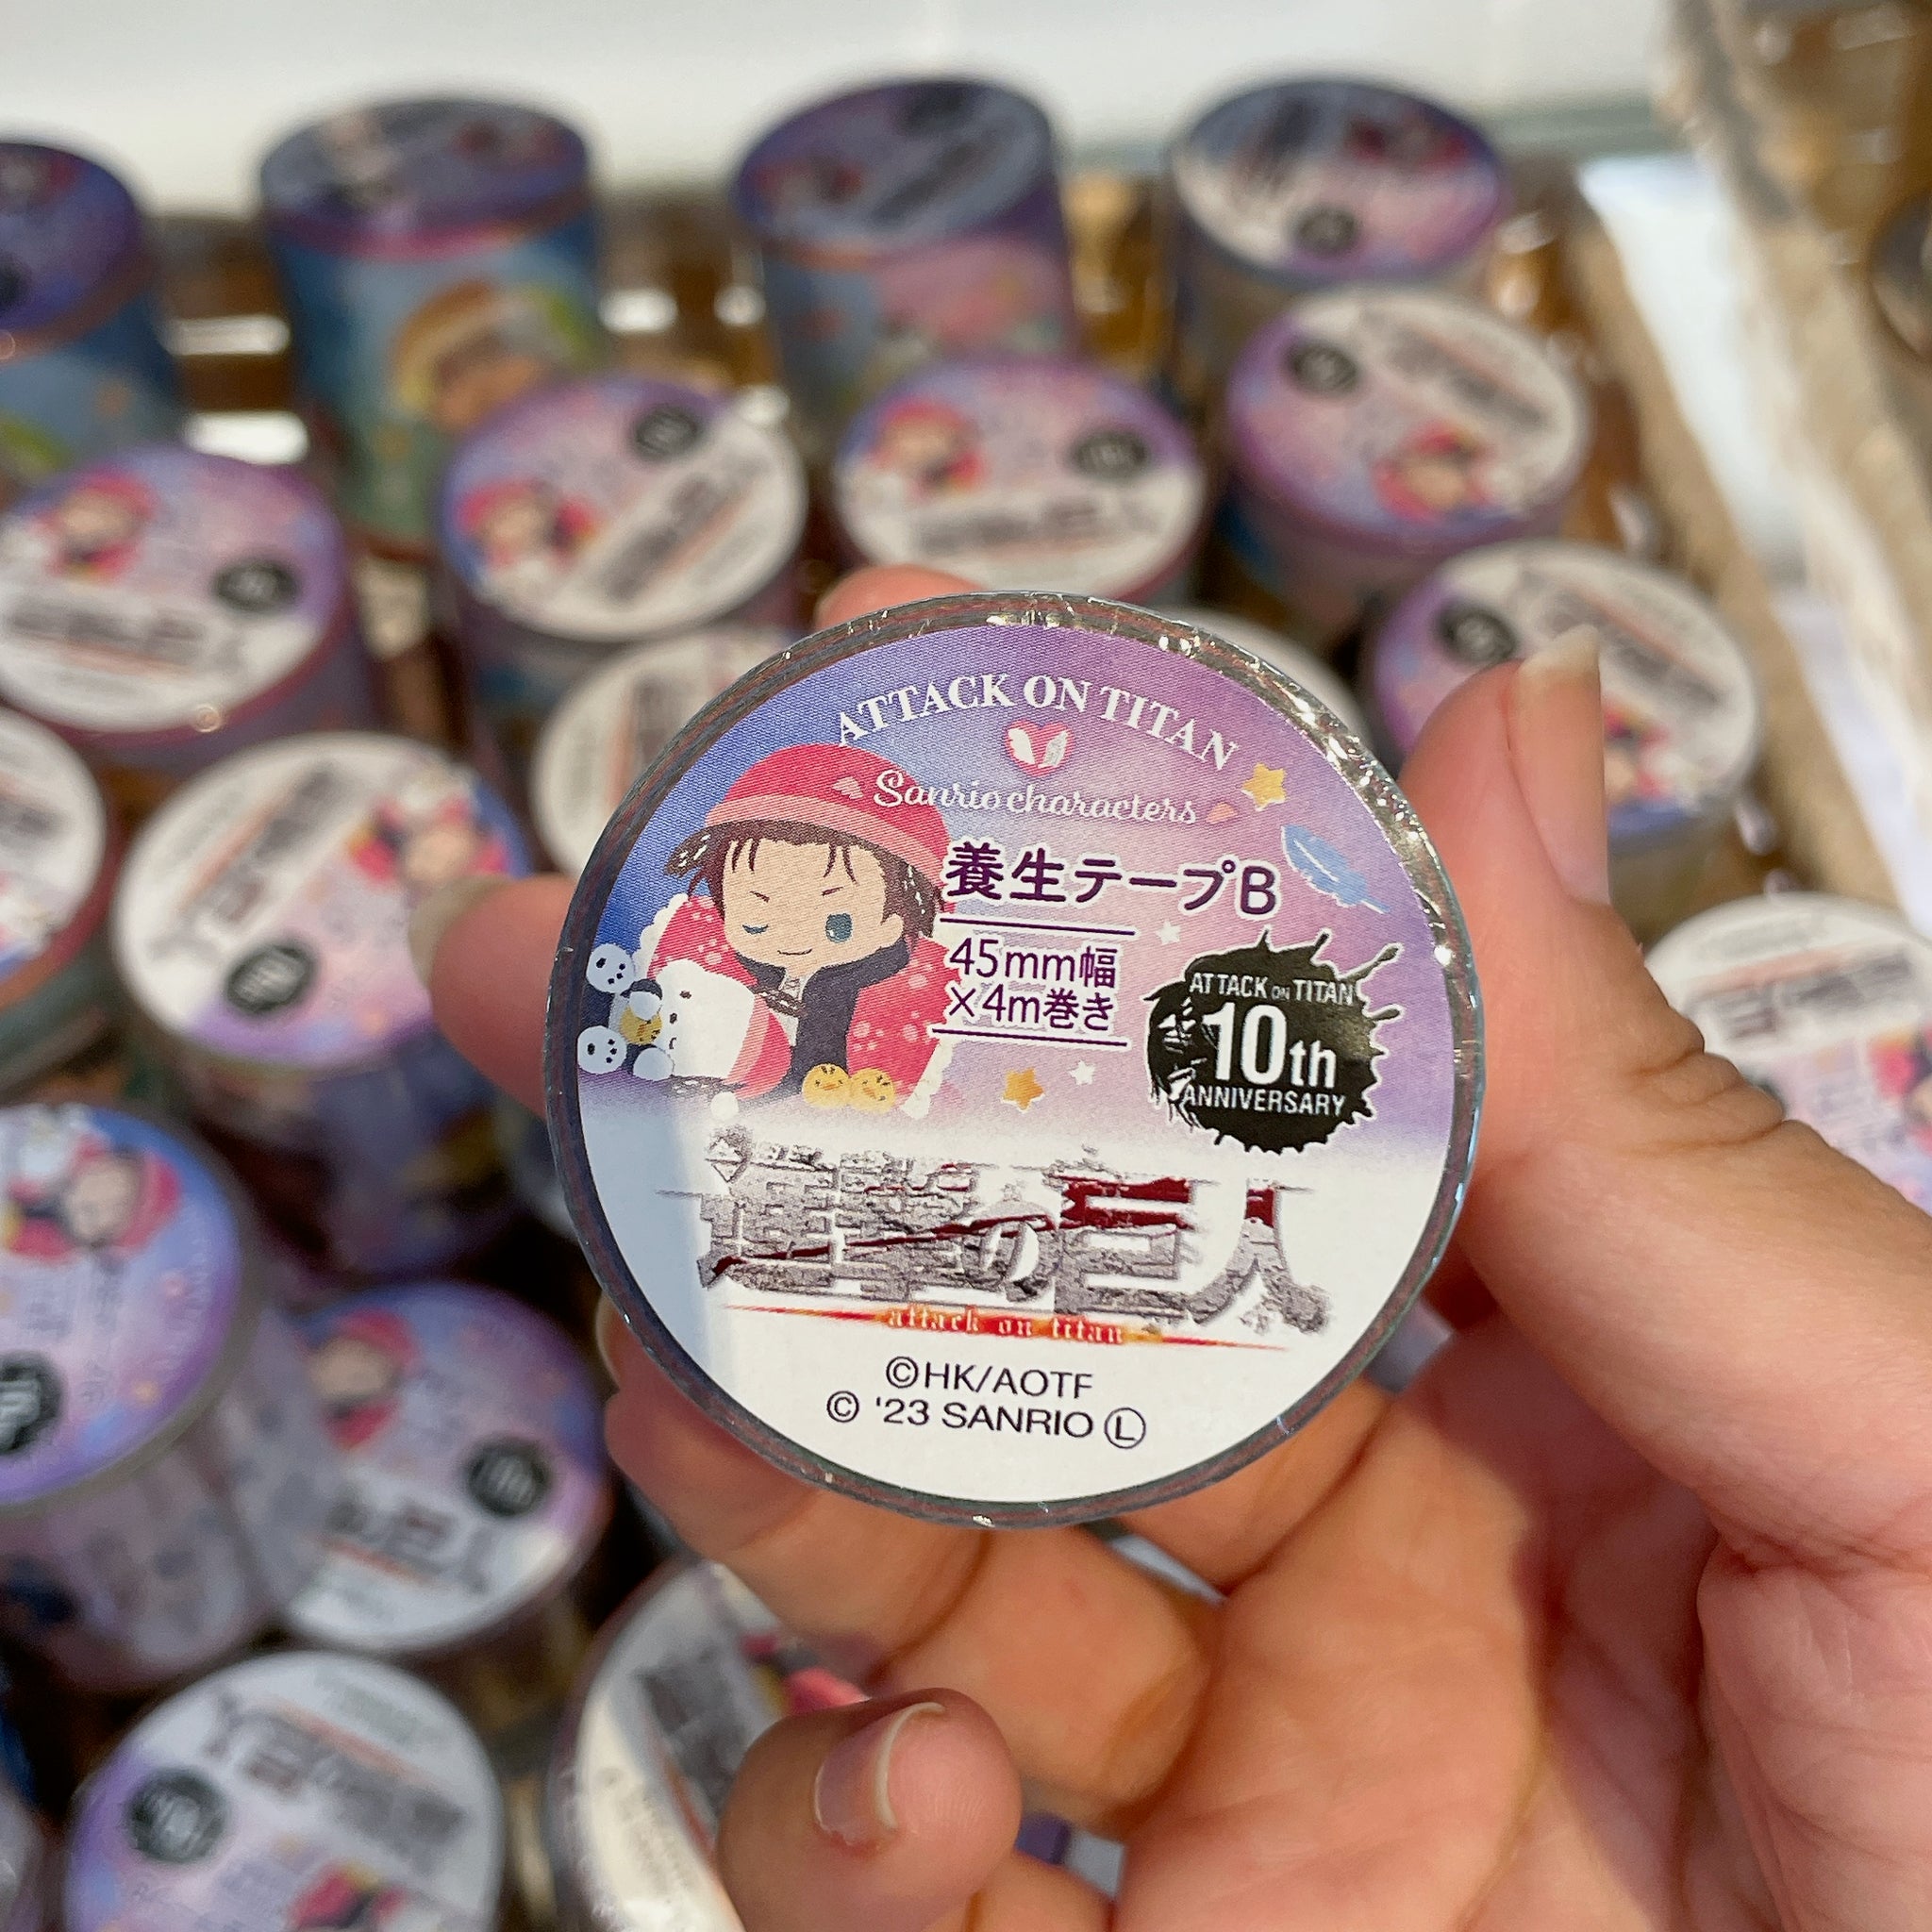 ATTACK ON TITAN
Sanrio characters
養生テープB
45mm幅
×4m巻き
ATTACK ON TITAN
10th
ANNIVERSARY
進撃の巨人
attack on titan
©HK/AOTF
© '23 SANRIO Ⓛ